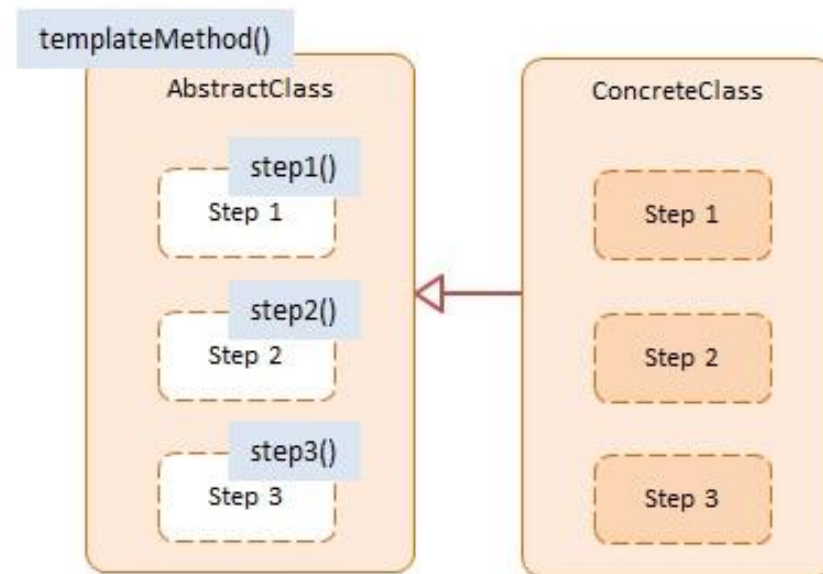 templateMethod()
AbstractClass
step1()
Step 1
step2()
Step 2
step3()
Step 3
ConcreteClass
Step 1
Step 2
Step 3